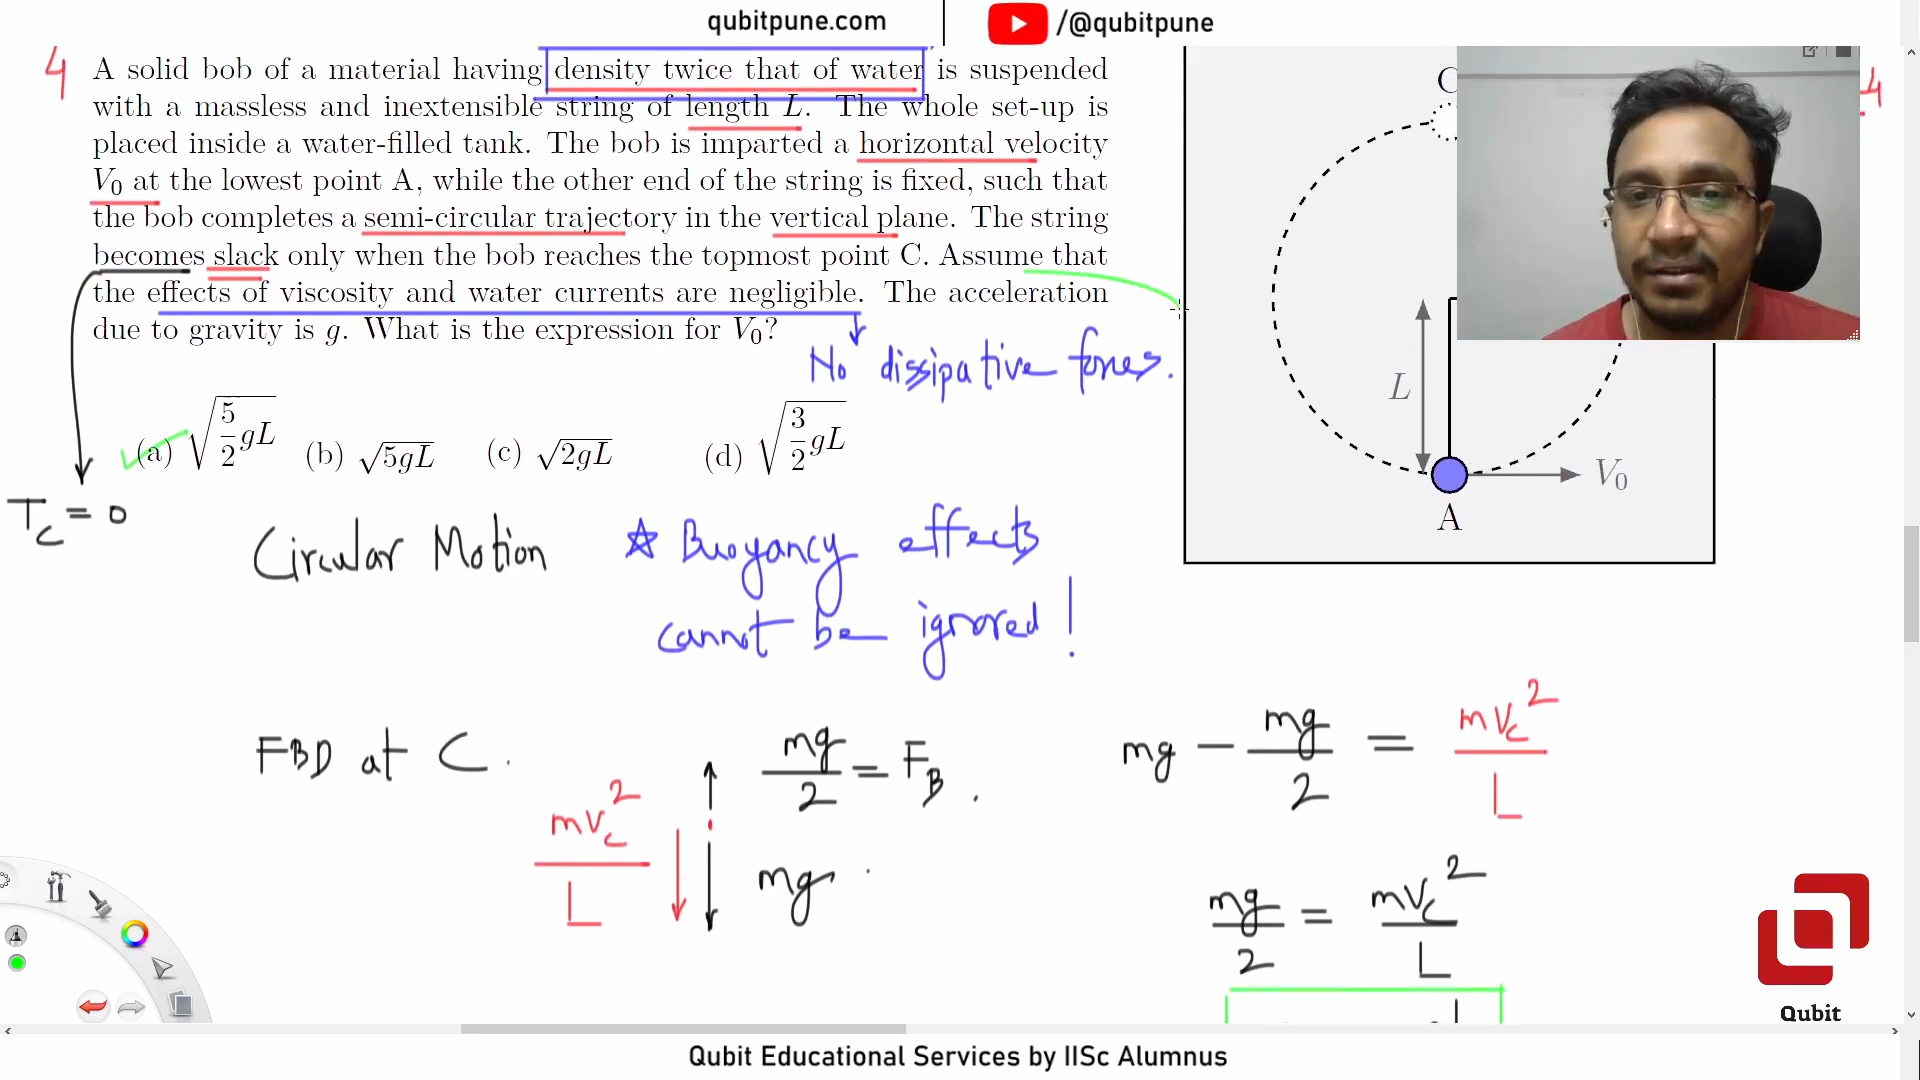 qubitpune.com
/@qubitpune
4 A solid bob of a material having density twice that of water is suspended
with a massless and inextensible string of length L. The whole set-up is
placed inside a water-filled tank. The bob is imparted a horizontal velocity
V₀ at the lowest point A, while the other end of the string is fixed, such that
the bob completes a semi-circular trajectory in the vertical plane. The string
becomes slack only when the bob reaches the topmost point C. Assume that
the effects of viscosity and water currents are negligible. The acceleration
due to gravity is g. What is the expression for V₀?
No dissipative forces.
(a) √(5/2 gL) (b) √(5gL) (c) √(2gL) (d) √(3/2 gL)
C
4
L
V₀
A
T_C = 0
Circular Motion
☆ Buoyancy effects
cannot be ignored!
FBD at C.
mv_c²/L
mg/2 = F_B.
mg
mg − mg/2 = mv_c²/L
mg/2 = mv_c²/L
Qubit
Qubit Educational Services by IISc Alumnus